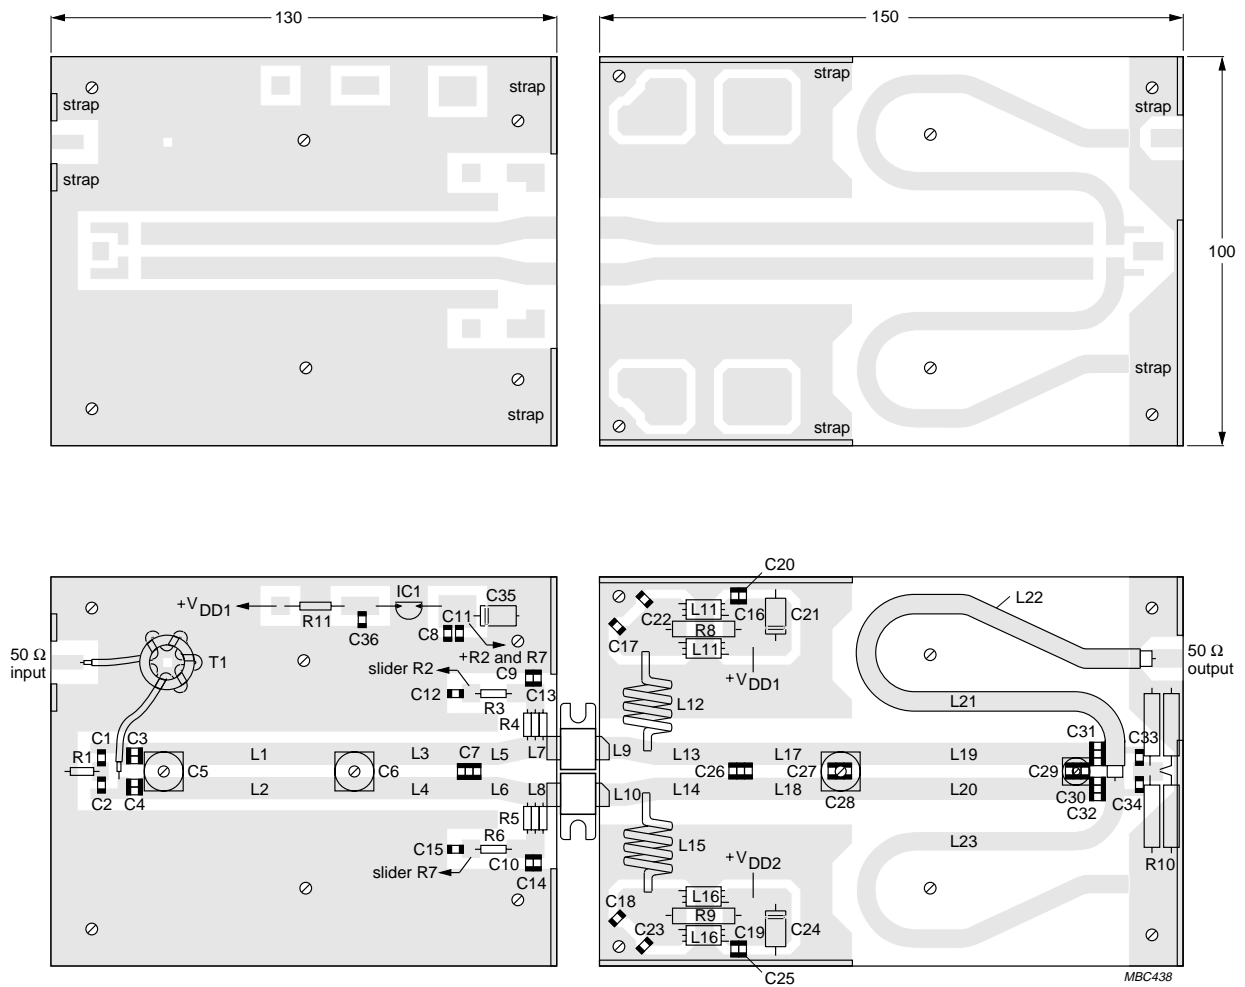 130
150
strap
strap
strap
strap
strap
100
strap
strap
strap
C20
+V DD1
IC1
C35
R11
C36
C8
C11
C22
L11
C16
C21
L22
R8
C17
L11
50 Ω
input
T1
slider R2
+R2 and R7
C9
50 Ω
output
+V DD1
C12
R3
C13
L12
L21
R4
C1
C3
C31
C33
R1
L1
L3
C7
L5
L7
L9
L13
L17
L19
C5
C6
C26
C27
C29
L2
L4
L6
L8
L10
L14
L18
L20
C30
C2
C4
C28
C32
C34
R5
R6
C15
C10
L15
L23
R10
slider R7
C14
+V DD2
C18
L16
R9
C23
L16
C19
C24
C25
MBC438